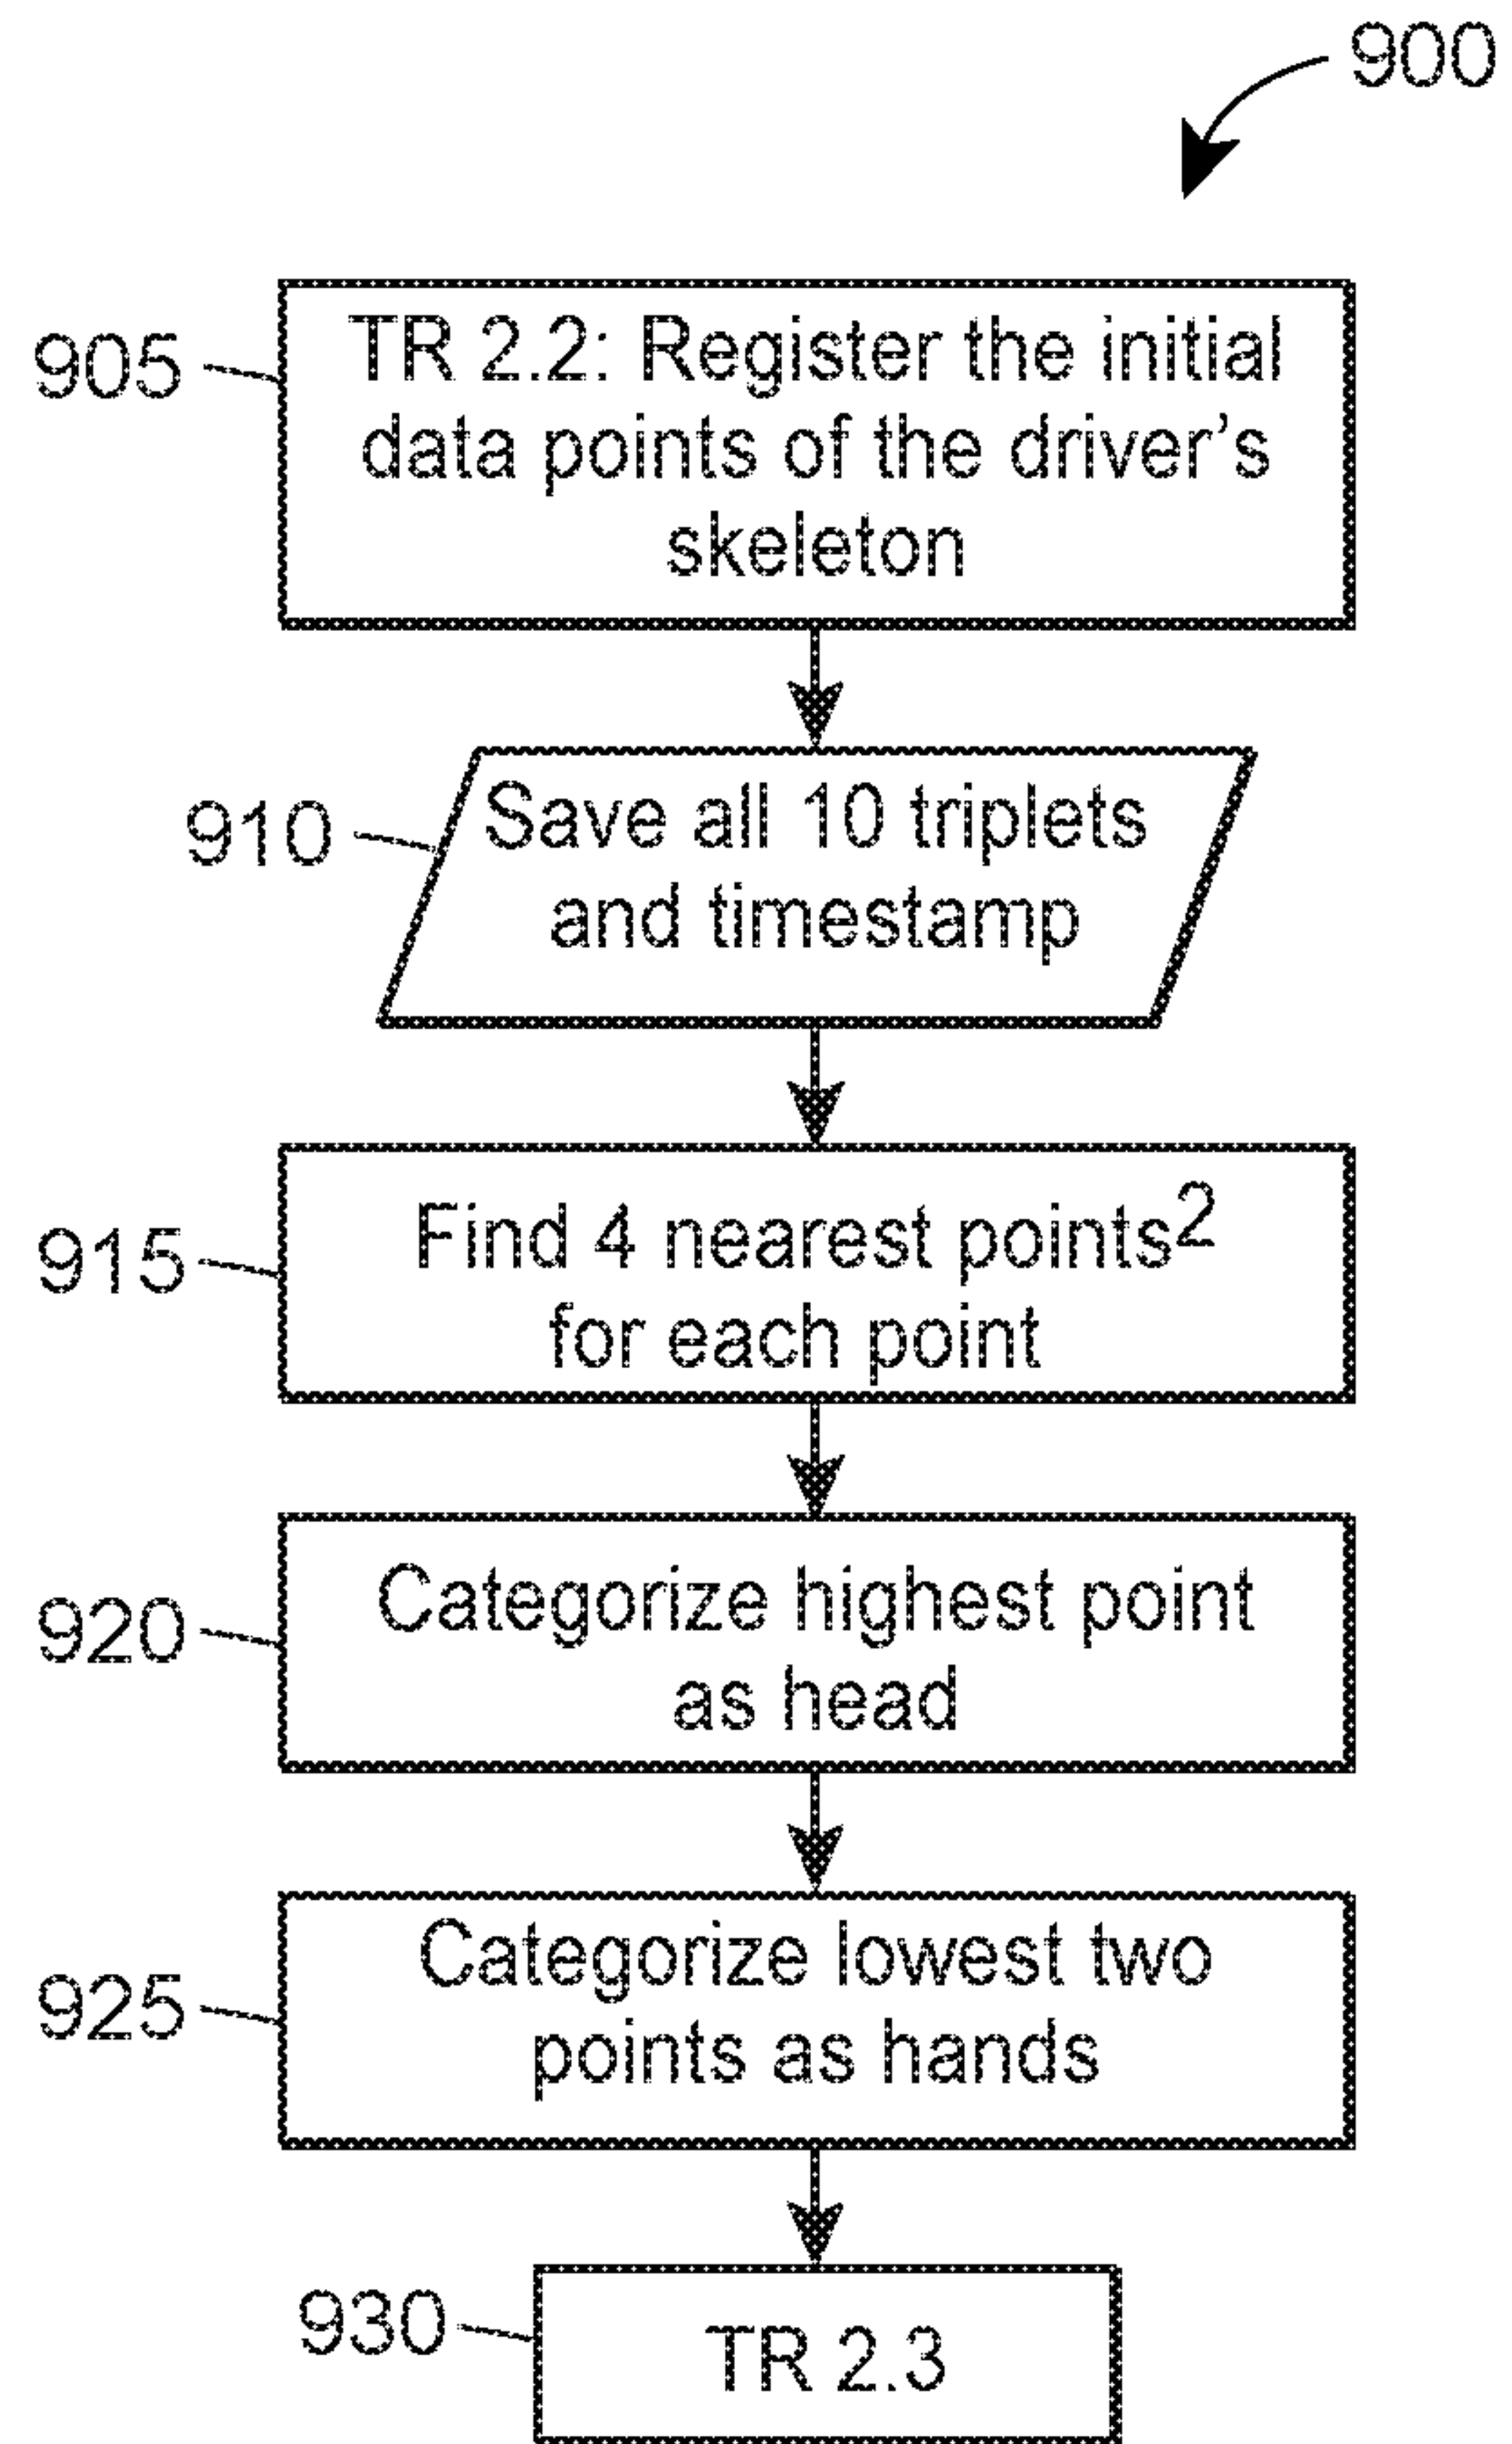 900
905
TR 2.2: Register the initial
data points of the driver's
skeleton
910
Save all 10 triplets
and timestamp
915
Find 4 nearest points2
for each point
920
Categorize highest point
as head
925
Categorize lowest two
points as hands
930
TR 2.3